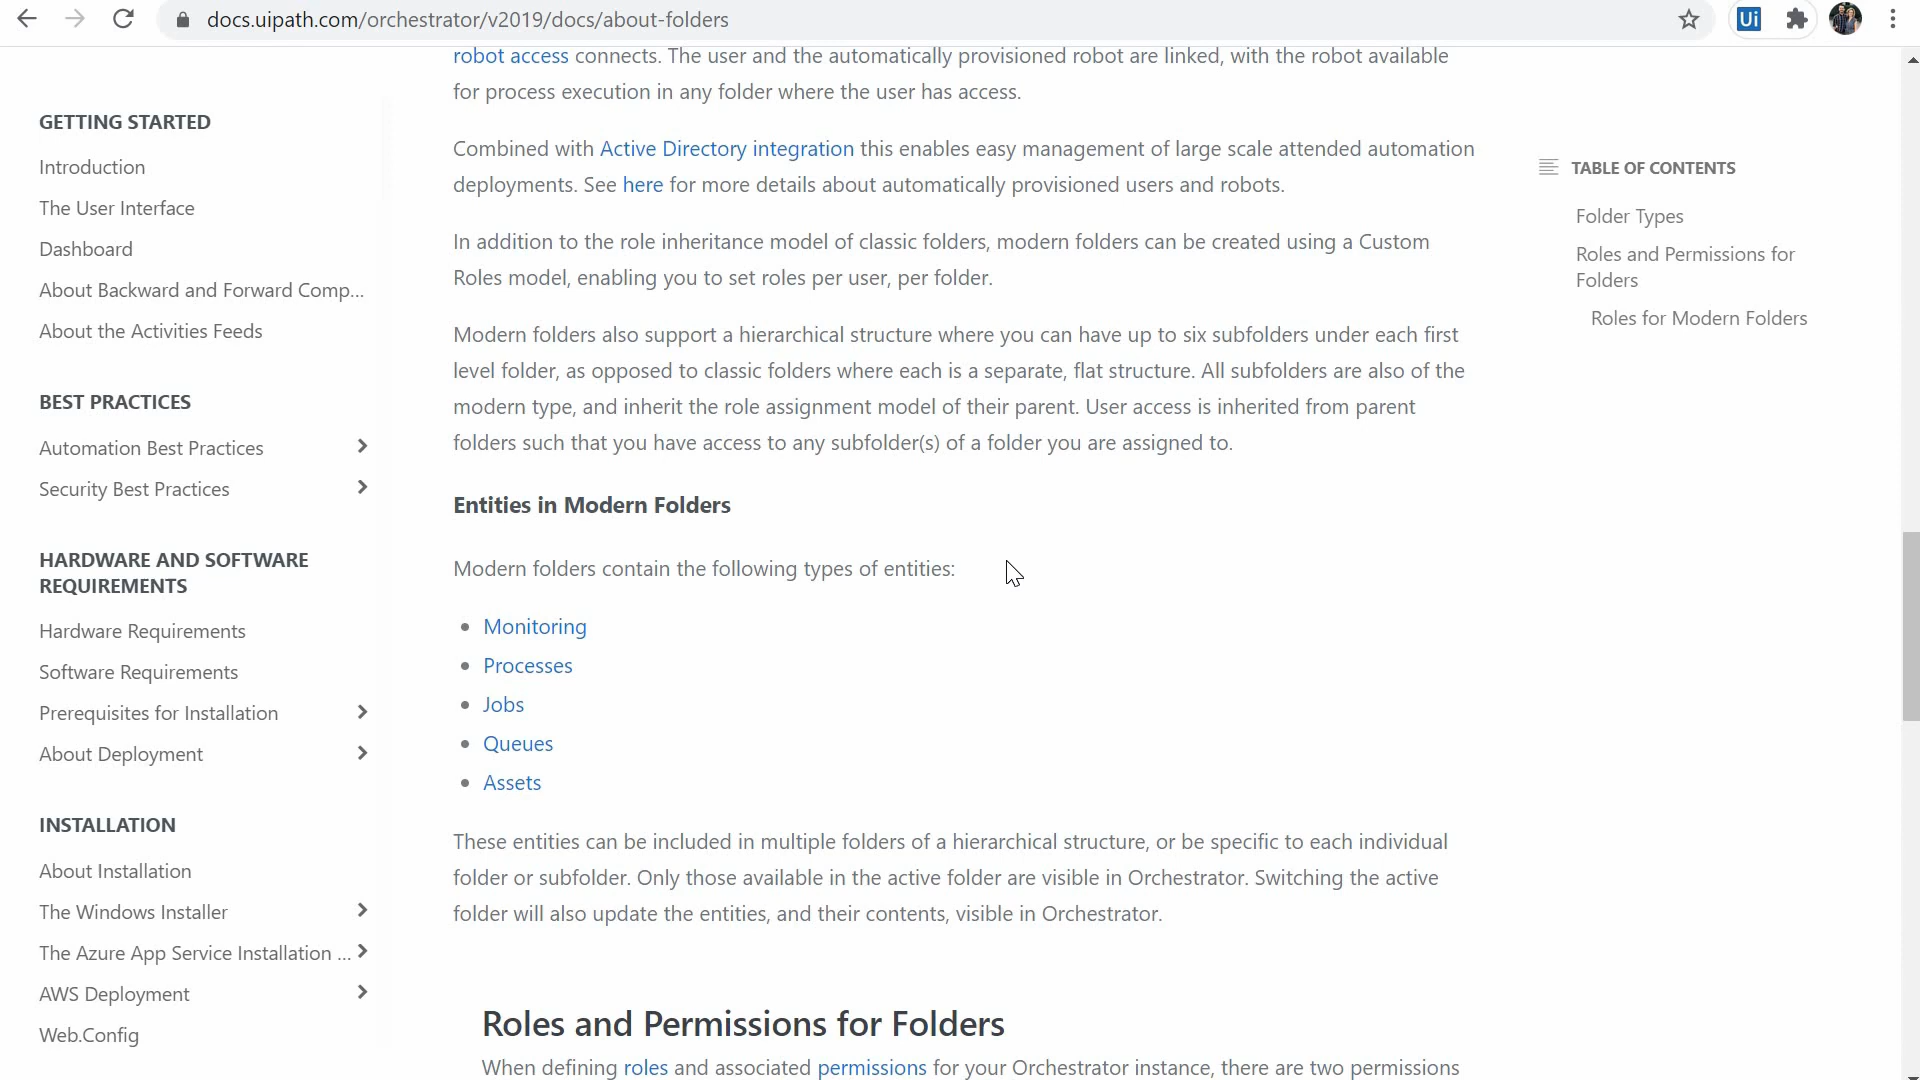 docs.uipath.com/orchestrator/v2019/docs/about-folders
Ui
GETTING STARTED
Introduction
The User Interface
Dashboard
About Backward and Forward Comp...
About the Activities Feeds
BEST PRACTICES
Automation Best Practices
Security Best Practices
HARDWARE AND SOFTWARE
REQUIREMENTS
Hardware Requirements
Software Requirements
Prerequisites for Installation
About Deployment
INSTALLATION
About Installation
The Windows Installer
The Azure App Service Installation ...
AWS Deployment
Web.Config
robot access connects. The user and the automatically provisioned robot are linked, with the robot available
for process execution in any folder where the user has access.
Combined with Active Directory integration this enables easy management of large scale attended automation
deployments. See here for more details about automatically provisioned users and robots.
In addition to the role inheritance model of classic folders, modern folders can be created using a Custom
Roles model, enabling you to set roles per user, per folder.
Modern folders also support a hierarchical structure where you can have up to six subfolders under each first
level folder, as opposed to classic folders where each is a separate, flat structure. All subfolders are also of the
modern type, and inherit the role assignment model of their parent. User access is inherited from parent
folders such that you have access to any subfolder(s) of a folder you are assigned to.
Entities in Modern Folders
Modern folders contain the following types of entities:
• Monitoring
• Processes
• Jobs
• Queues
• Assets
These entities can be included in multiple folders of a hierarchical structure, or be specific to each individual
folder or subfolder. Only those available in the active folder are visible in Orchestrator. Switching the active
folder will also update the entities, and their contents, visible in Orchestrator.
Roles and Permissions for Folders
When defining roles and associated permissions for your Orchestrator instance, there are two permissions
TABLE OF CONTENTS
Folder Types
Roles and Permissions for
Folders
Roles for Modern Folders